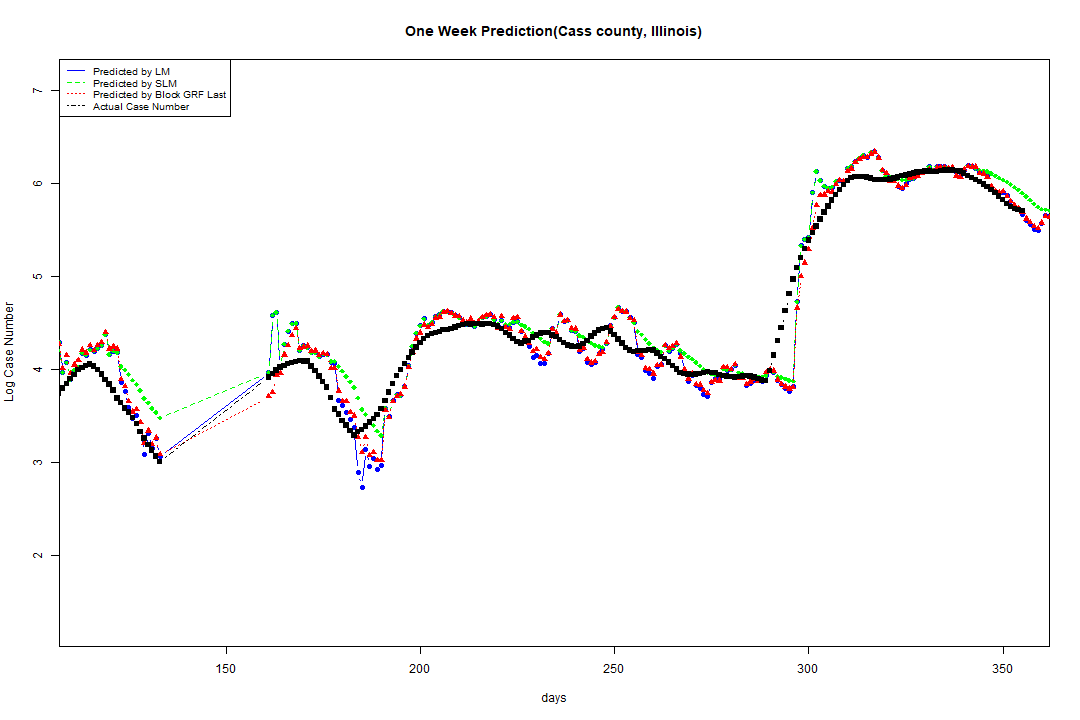 One Week Prediction(Cass county, Illinois)
Predicted by LM
Predicted by SLM
Predicted by Block GRF Last
Actual Case Number
Log Case Number
7
6
5
4
3
2
150 200 250 300 350
days